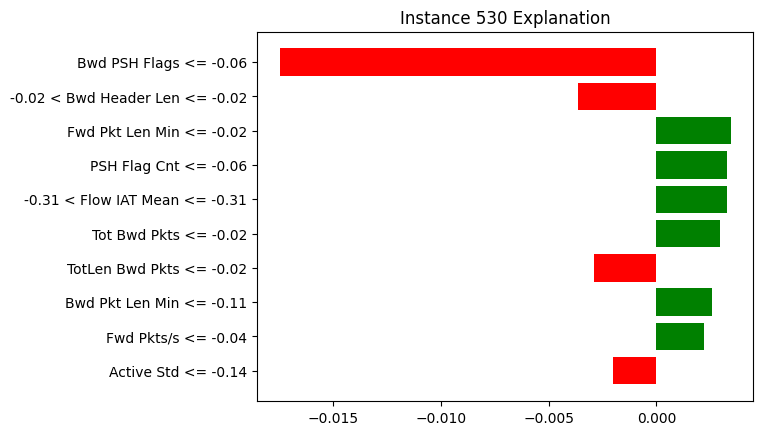 Instance 530 Explanation
Bwd PSH Flags <= -0.06
-0.02 < Bwd Header Len <= -0.02
Fwd Pkt Len Min <= -0.02
PSH Flag Cnt <= -0.06
-0.31 < Flow IAT Mean <= -0.31
Tot Bwd Pkts <= -0.02
TotLen Bwd Pkts <= -0.02
Bwd Pkt Len Min <= -0.11
Fwd Pkts/s <= -0.04
Active Std <= -0.14
−0.015 −0.010 −0.005 0.000